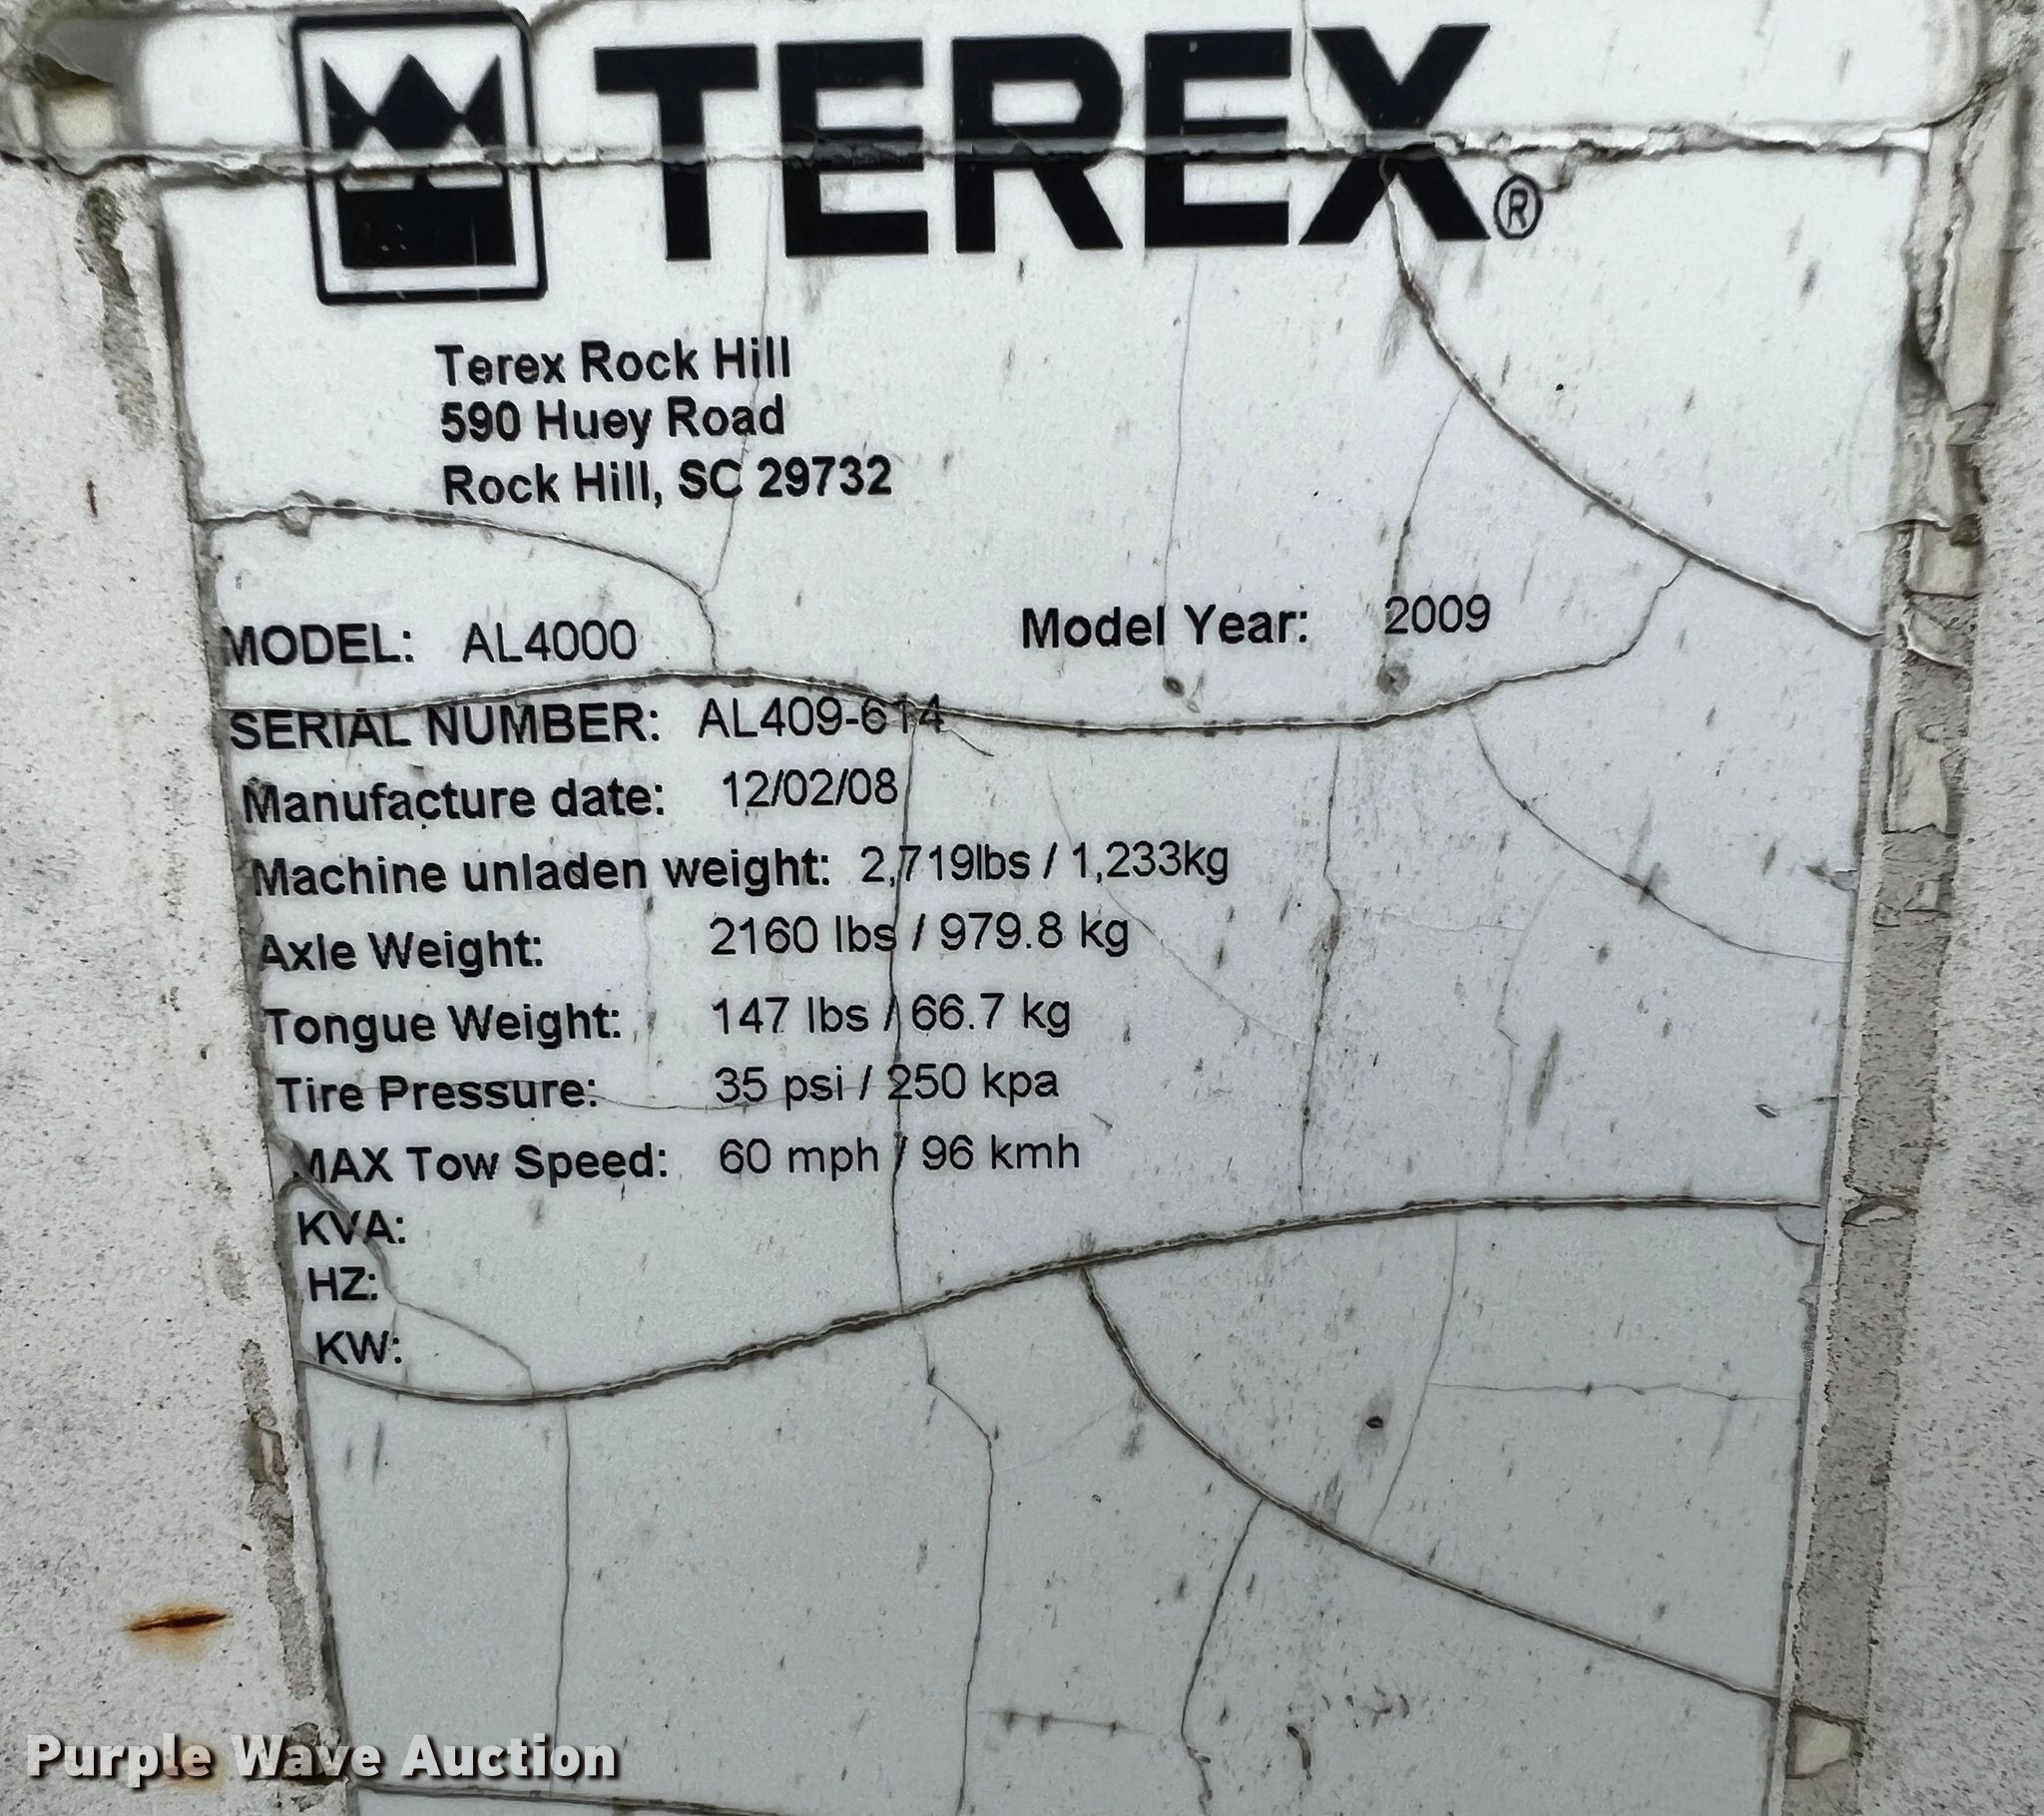 TEREX®
Terex Rock Hill
590 Huey Road
Rock Hill, SC 29732
MODEL: AL4000 Model Year: 2009
SERIAL NUMBER: AL409-614
Manufacture date: 12/02/08
Machine unladen weight: 2,719lbs / 1,233kg
Axle Weight: 2160 lbs / 979.8 kg
Tongue Weight: 147 lbs / 66.7 kg
Tire Pressure: 35 psi / 250 kpa
MAX Tow Speed: 60 mph / 96 kmh
KVA:
HZ:
KW:
Purple Wave Auction